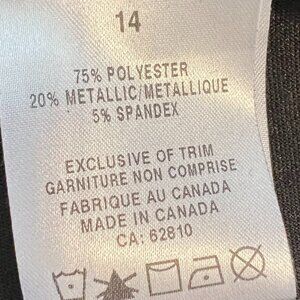 14
75% POLYESTER
20% METALLIC/METALLIQUE
5% SPANDEX
EXCLUSIVE OF TRIM
GARNITURE NON COMPRISE
FABRIQUE AU CANADA
MADE IN CANADA
CA: 62810